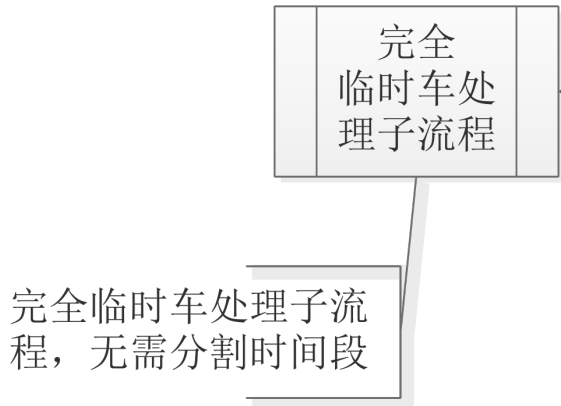 完全
临时车处
理子流程
完全临时车处理子流
程，无需分割时间段